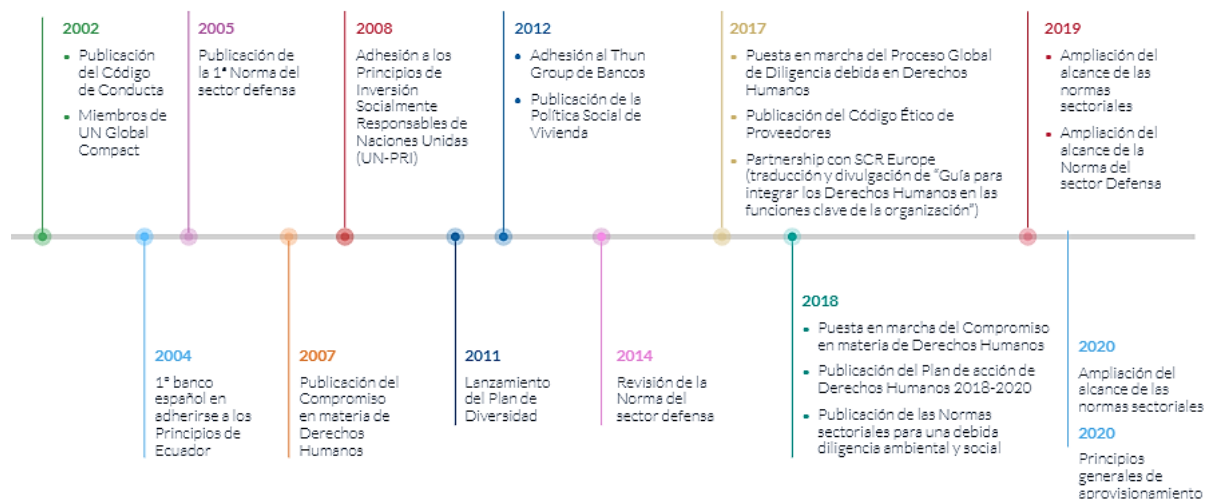 2002
• Publicación
del Código
de Conducta
• Miembros de
UN Global
Compact
2005
Publicación de
la 1ª Norma del
sector defensa
2008
Adhesión a los
Principios de
Inversión
Socialmente
Responsables de
Naciones Unidas
(UN-PRI)
2012
• Adhesión al Thun
Group de Bancos
• Publicación de la
Política Social de
Vivienda
2017
• Puesta en marcha del Proceso Global
de Diligencia debida en Derechos
Humanos
• Publicación del Código Ético de
Proveedores
• Partnership con SCR Europe
(traducción y divulgación de “Guía para
integrar los Derechos Humanos en las
funciones clave de la organización”)
2019
• Ampliación del
alcance de las
normas
sectoriales
• Ampliación del
alcance de la
Norma del
sector Defensa
2004
1º banco
español en
adherirse a los
Principios de
Ecuador
2007
Publicación del
Compromiso
en materia de
Derechos
Humanos
2011
Lanzamiento
del Plan de
Diversidad
2014
Revisión de la
Norma del
sector defensa
2018
• Puesta en marcha del Compromiso
en materia de Derechos Humanos
• Publicación del Plan de acción de
Derechos Humanos 2018-2020
• Publicación de las Normas
sectoriales para una debida
diligencia ambiental y social
2020
Ampliación del
alcance de las
normas sectoriales
2020
Principios
generales de
aprovisionamiento